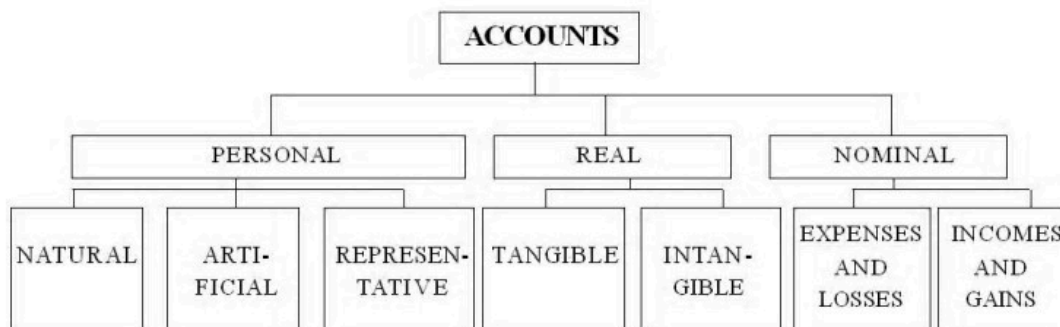 ACCOUNTS
PERSONAL
REAL
NOMINAL
NATURAL
ARTI-
FICIAL
REPRESEN-
TATIVE
TANGIBLE
INTAN-
GIBLE
EXPENSES
AND
LOSSES
INCOMES
AND
GAINS